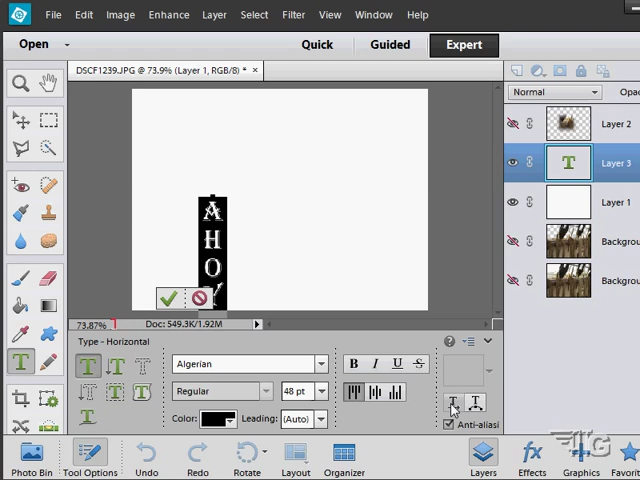 File Edit Image Enhance Layer Select Filter View Window Help
Open Quick Guided Expert
DSCF1239.JPG @ 73.9% (Layer 1, RGB/8) * ×
Normal Opac
Layer 2
Layer 3
Layer 1
Backgrou
Backgrou
A
H
O
Y
73.87% Doc: 549.3K/1.92M
Type - Horizontal
Algerian
B I U S
Regular 48 pt
Color: Leading: (Auto)
Anti-aliasi
Photo Bin Tool Options Undo Redo Rotate Layout Organizer Layers Effects Graphics Favorit